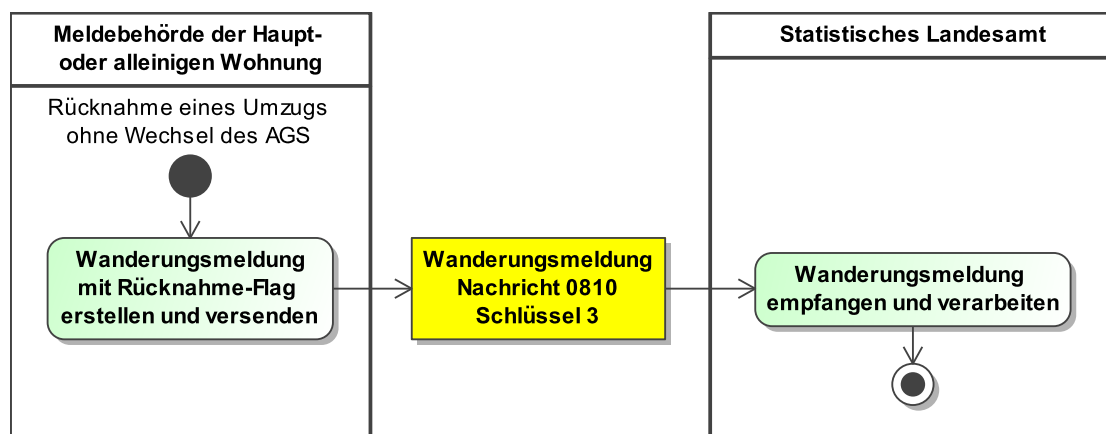 Meldebehörde der Haupt-
oder alleinigen Wohnung
Statistisches Landesamt
Rücknahme eines Umzugs
ohne Wechsel des AGS
Wanderungsmeldung
mit Rücknahme-Flag
erstellen und versenden
Wanderungsmeldung
Nachricht 0810
Schlüssel 3
Wanderungsmeldung
empfangen und verarbeiten